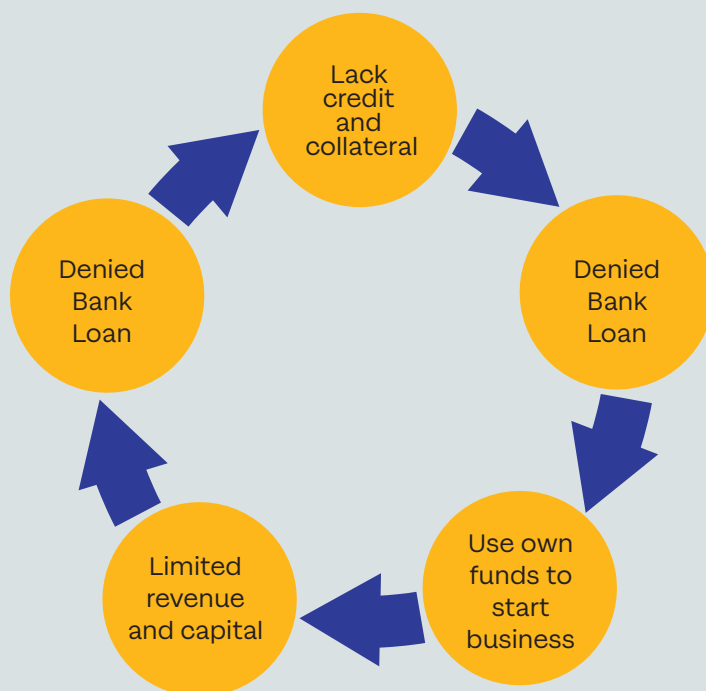 Lack
credit
and
collateral
Denied
Bank
Loan
Use own
funds to
start
business
Limited
revenue
and capital
Denied
Bank
Loan